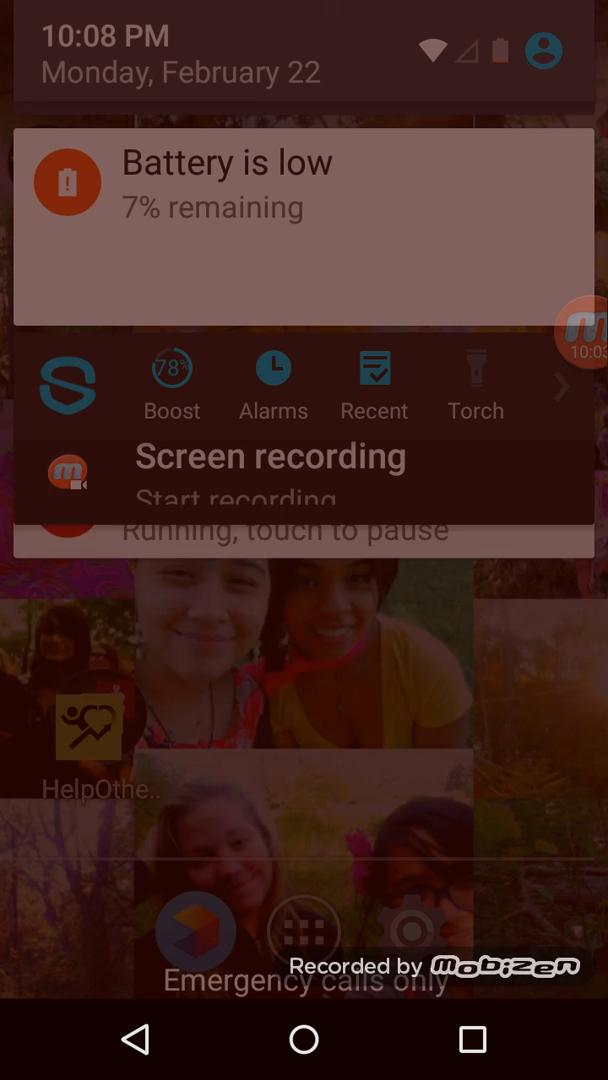 10:08 PM
Monday, February 22
Battery is low
7% remaining
10:03
78%
Boost
Alarms
Recent
Torch
Screen recording
Start recording
Running, touch to pause
HelpOthe..
Recorded by mobizen
Emergency calls only